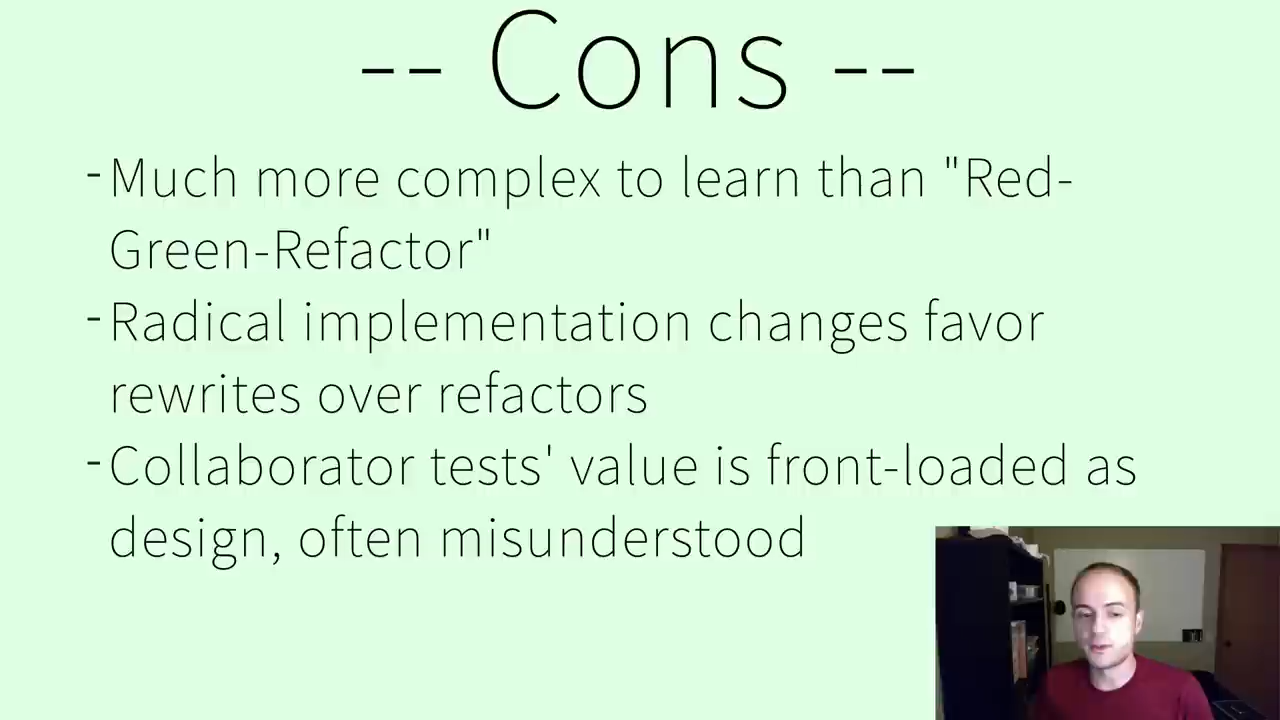 -- Cons --
- Much more complex to learn than "Red-
Green-Refactor"
- Radical implementation changes favor
rewrites over refactors
- Collaborator tests' value is front-loaded as
design, often misunderstood